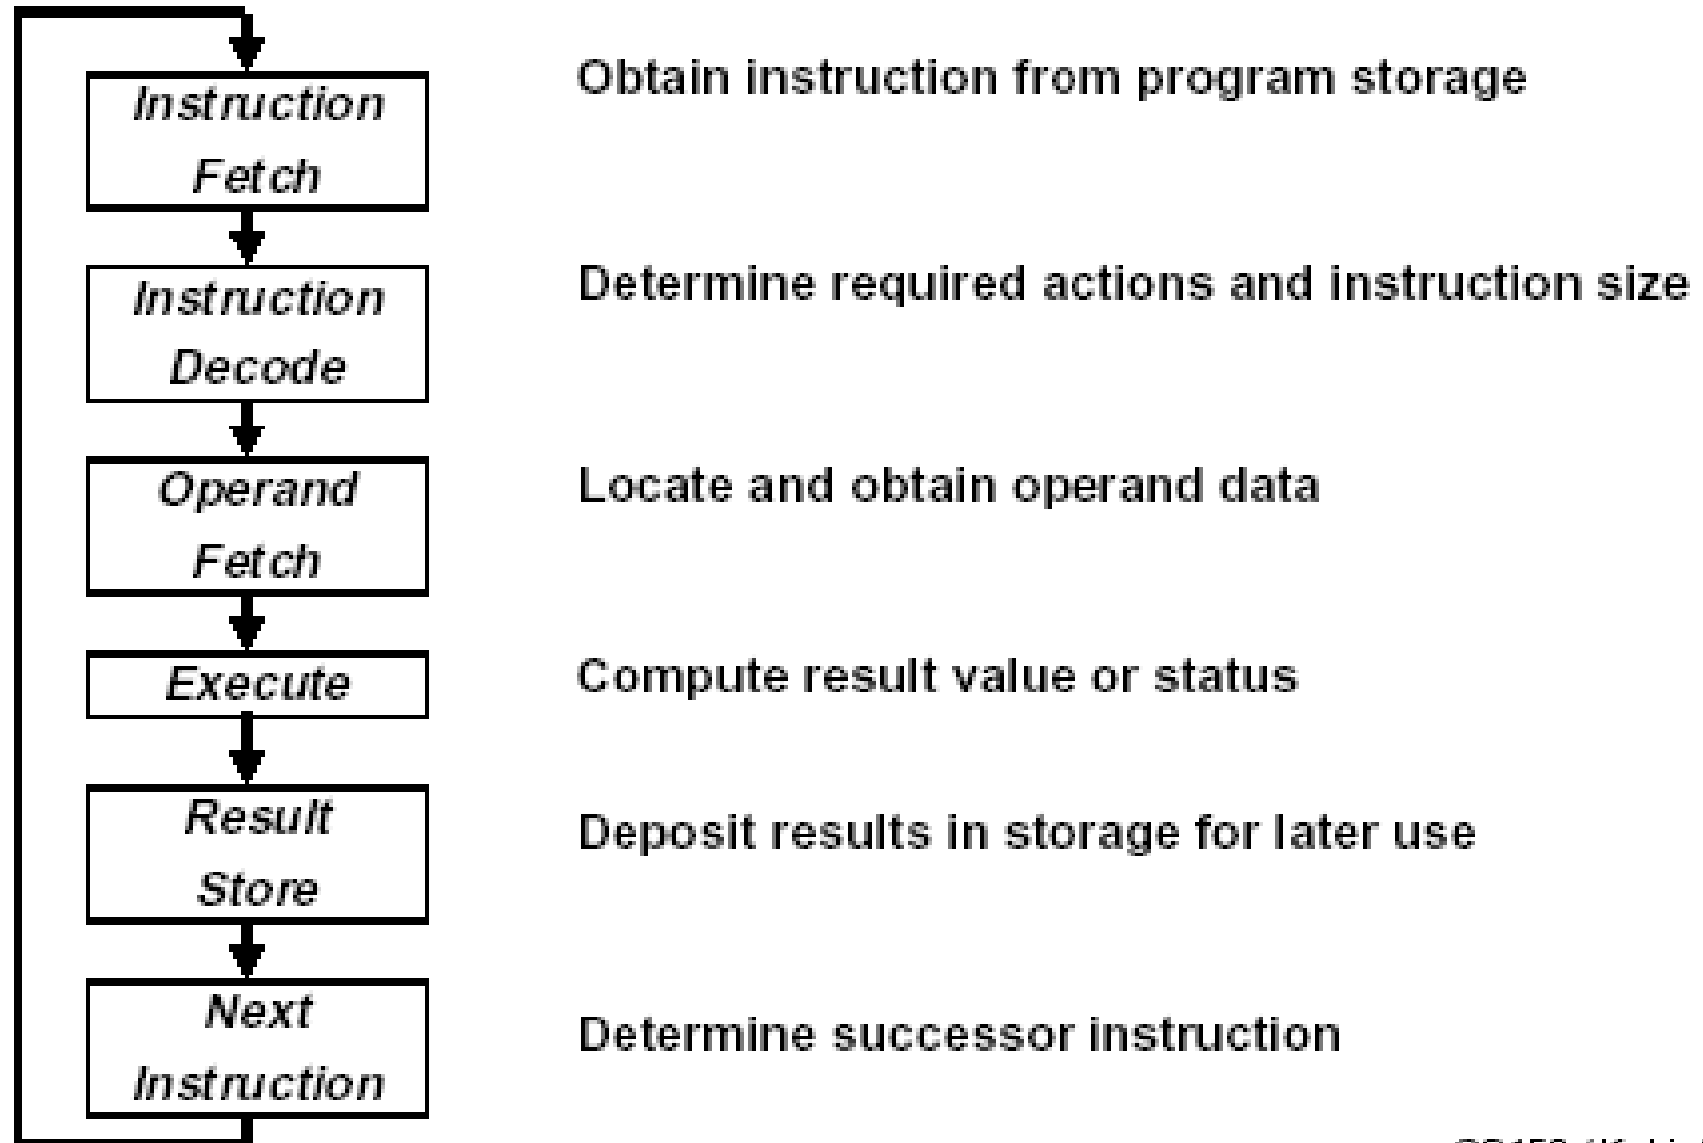 Instruction
Fetch
Obtain instruction from program storage
Instruction
Decode
Determine required actions and instruction size
Operand
Fetch
Locate and obtain operand data
Execute
Compute result value or status
Result
Store
Deposit results in storage for later use
Next
Instruction
Determine successor instruction